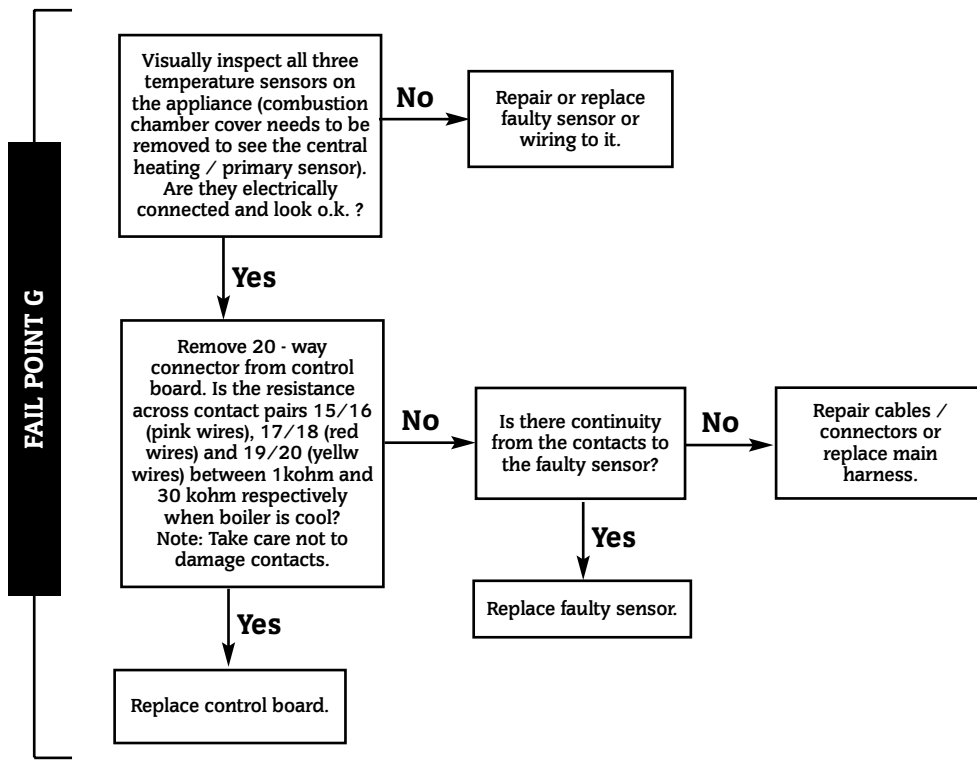 FAIL POINT G
Visually inspect all three
temperature sensors on
the appliance (combustion
chamber cover needs to be
removed to see the central
heating / primary sensor).
Are they electrically
connected and look o.k. ?
No
Repair or replace
faulty sensor or
wiring to it.
Yes
Remove 20 - way
connector from control
board. Is the resistance
across contact pairs 15/16
(pink wires), 17/18 (red
wires) and 19/20 (yellw
wires) between 1kohm and
30 kohm respectively
when boiler is cool?
Note: Take care not to
damage contacts.
No
Is there continuity
from the contacts to
the faulty sensor?
No
Repair cables /
connectors or
replace main
harness.
Yes
Replace faulty sensor.
Yes
Replace control board.